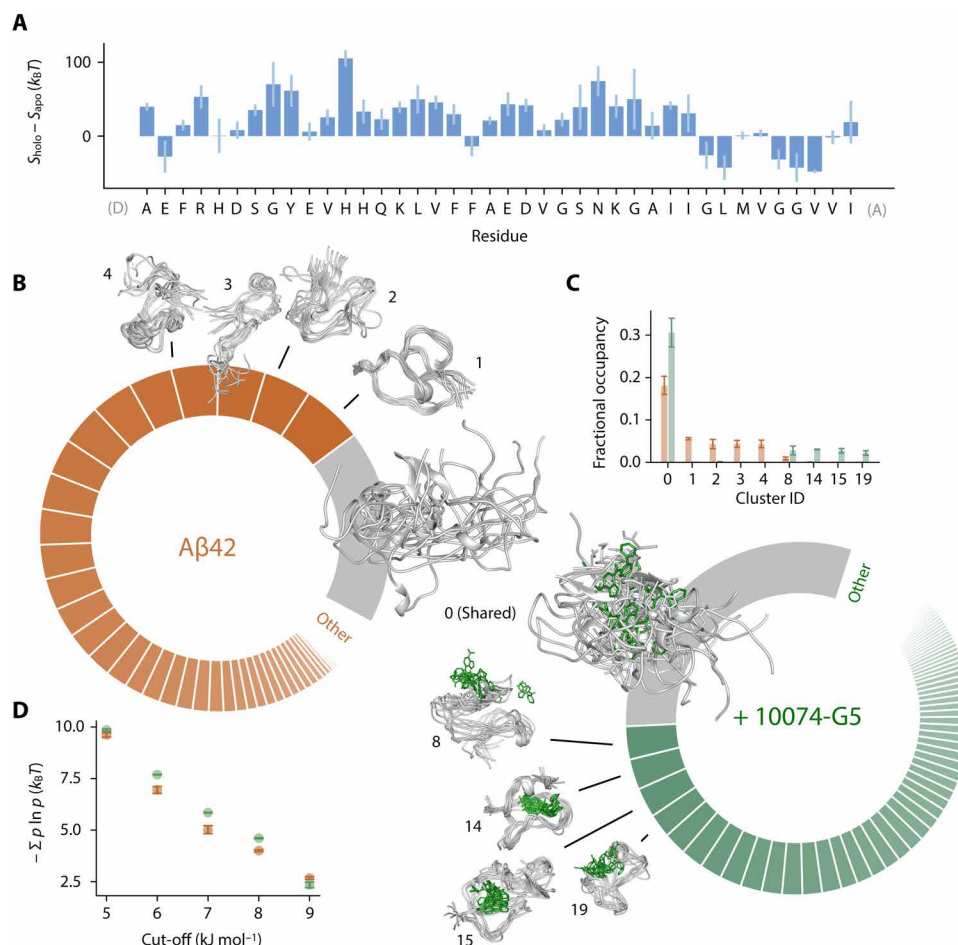 A
100
0
S_holo − S_apo (k_BT)
(D) A E F R H D S G Y E V H H Q K L V F F A E D V G S N K G A I I G L M V G G V V I (A)
Residue
B
4
3
2
1
Aβ42
Other
0 (Shared)
C
0.3
0.2
0.1
0.0
Fractional occupancy
0 1 2 3 4 8 14 15 19
Cluster ID
Other
+ 10074-G5
8
14
15
19
D
10.0
7.5
5.0
2.5
− Σ p ln p (k_BT)
5 6 7 8 9
Cut-off (kJ mol⁻¹)